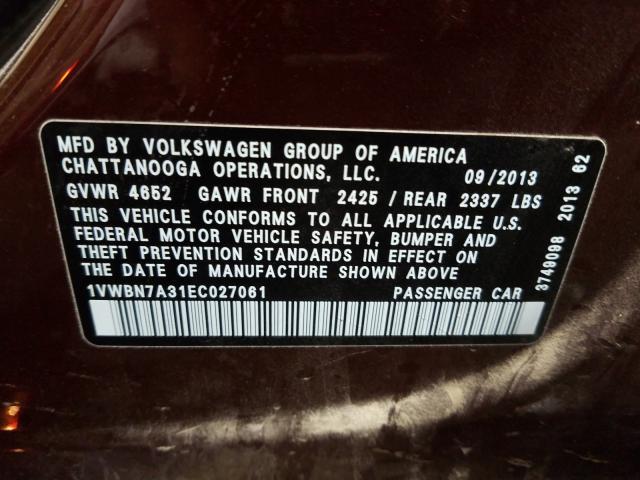 MFD BY VOLKSWAGEN GROUP OF AMERICA
CHATTANOOGA OPERATIONS, LLC. 09/2013
GVWR 4652 GAWR FRONT 2425 / REAR 2337 LBS
THIS VEHICLE CONFORMS TO ALL APPLICABLE U.S.
FEDERAL MOTOR VEHICLE SAFETY, BUMPER AND
THEFT PREVENTION STANDARDS IN EFFECT ON
THE DATE OF MANUFACTURE SHOWN ABOVE
1VWBN7A31EC027061 PASSENGER CAR
3749098 2013 62